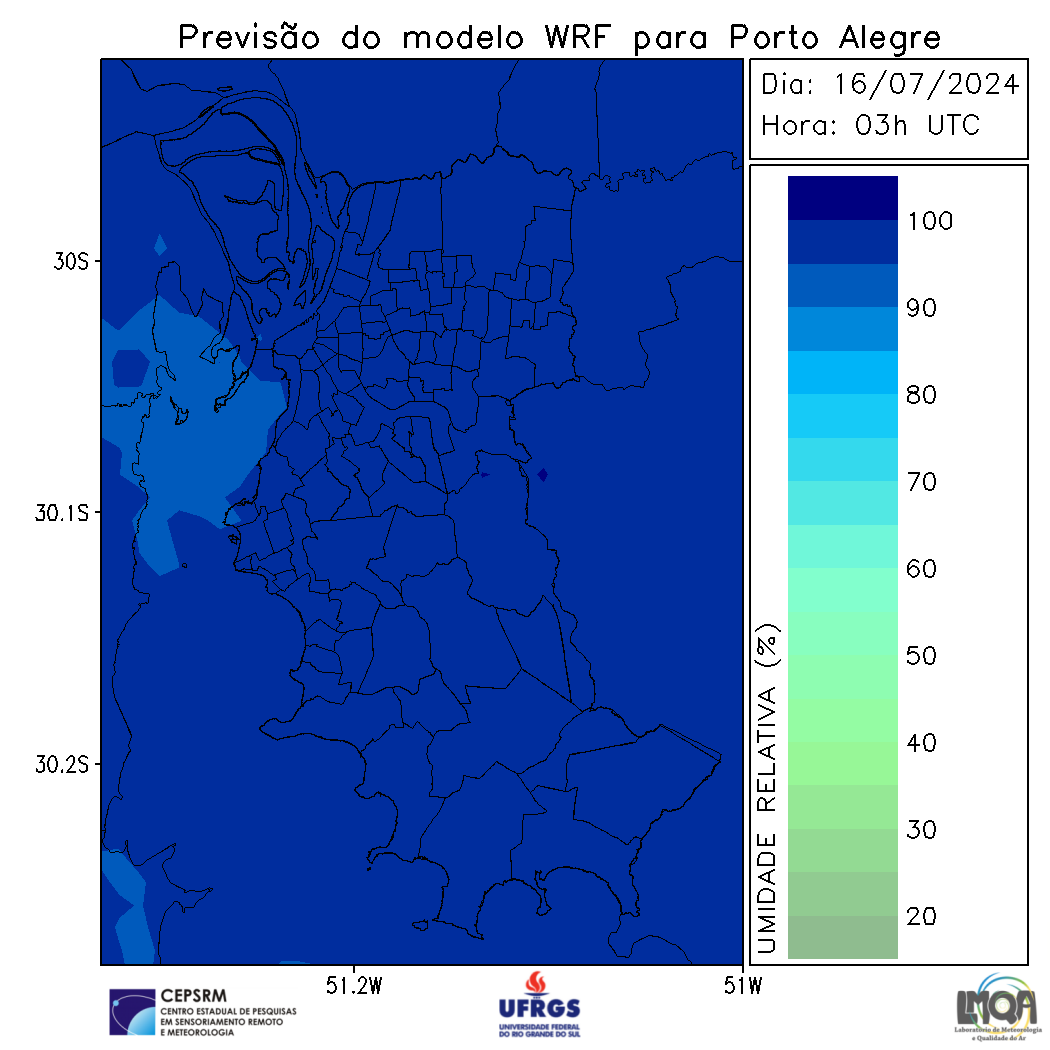 Previsão do modelo WRF para Porto Alegre
Dia: 16/07/2024
Hora: 03h UTC
100
90
80
70
60
50
40
30
20
UMIDADE RELATIVA (%)
30S
30.1S
30.2S
51.2W
51W
CEPSRM
CENTRO ESTADUAL DE PESQUISAS
EM SENSORIAMENTO REMOTO
E METEOROLOGIA
UFRGS
UNIVERSIDADE FEDERAL
DO RIO GRANDE DO SUL
LMQA
Laboratório de Meteorologia
e Qualidade do Ar